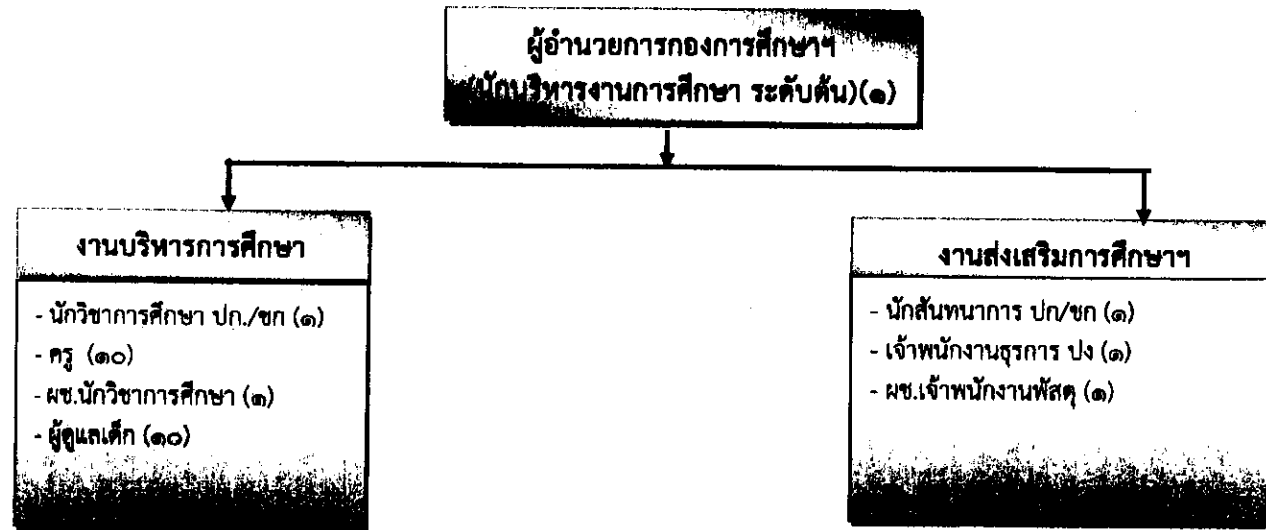 ผู้อำนวยการกองการศึกษาฯ
(นักบริหารงานการศึกษา ระดับต้น)(๑)
งานบริหารการศึกษา
- นักวิชาการศึกษา ปก./ชก (๑)
- ครู (๑๐)
- ผช.นักวิชาการศึกษา (๑)
- ผู้ดูแลเด็ก (๑๐)
งานส่งเสริมการศึกษาฯ
- นักสันทนาการ ปก/ชก (๑)
- เจ้าพนักงานธุรการ ปง (๑)
- ผช.เจ้าพนักงานพัสดุ (๑)